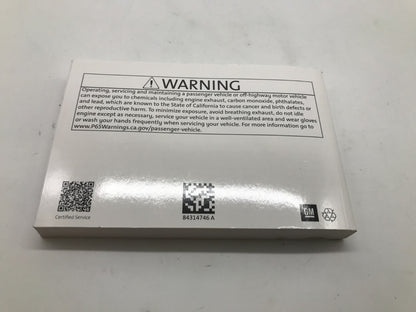 WARNING
Operating, servicing and maintaining a passenger vehicle or off-highway motor vehicle
can expose you to chemicals including engine exhaust, carbon monoxide, phthalates,
and lead, which are known to the State of California to cause cancer and birth defects or
other reproductive harm. To minimize exposure, avoid breathing exhaust, do not idle
engine except as necessary, service your vehicle in a well-ventilated area and wear gloves
or wash your hands frequently when servicing your vehicle. For more information go to
www.P65Warnings.ca.gov/passenger-vehicle.
Certified Service
84314746 A
GM